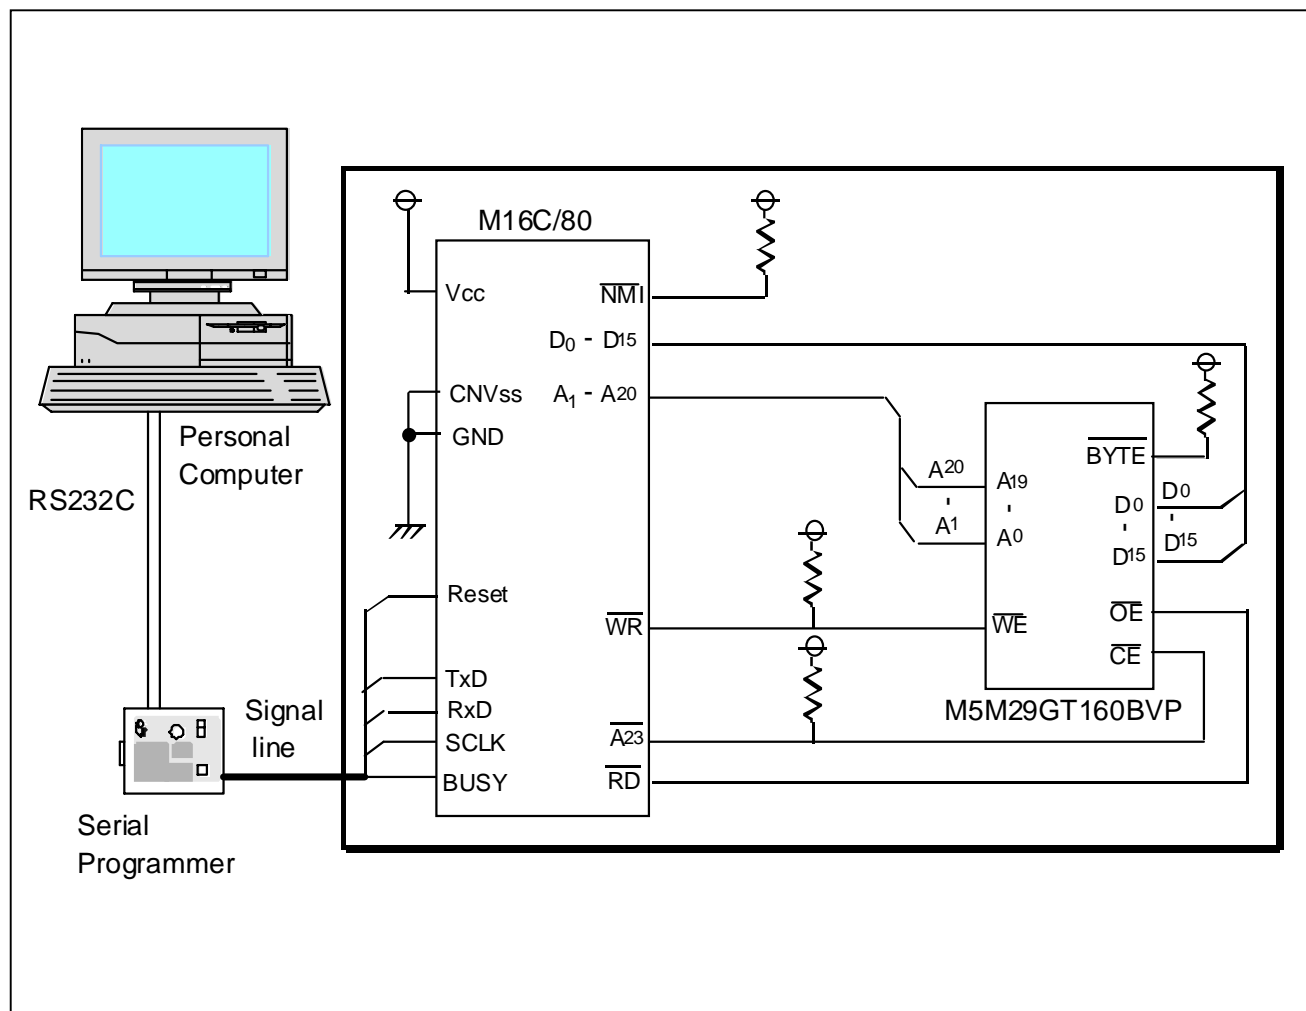 M16C/80
Vcc
NMI
D0 - D15
CNVss
A1 - A20
GND
Personal
Computer
BYTE
RS232C
A20
-
A1
A19
-
A0
D0
-
D15
D0
-
D15
Reset
WR
WE
OE
CE
TxD
Signal
line
RxD
M5M29GT160BVP
SCLK
A23
BUSY
RD
Serial
Programmer